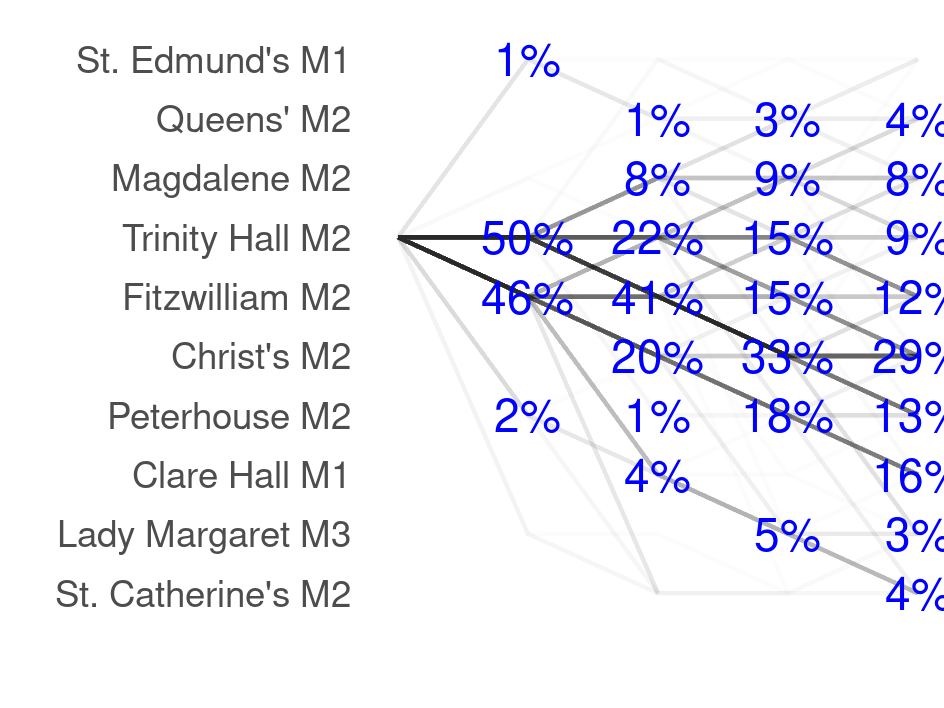 St. Edmund's M1 1%
Queens' M2 1% 3% 4%
Magdalene M2 8% 9% 8%
Trinity Hall M2 50% 22% 15% 9%
Fitzwilliam M2 46% 41% 15% 12%
Christ's M2 20% 33% 29%
Peterhouse M2 2% 1% 18% 13%
Clare Hall M1 4% 16%
Lady Margaret M3 5% 3%
St. Catherine's M2 4%